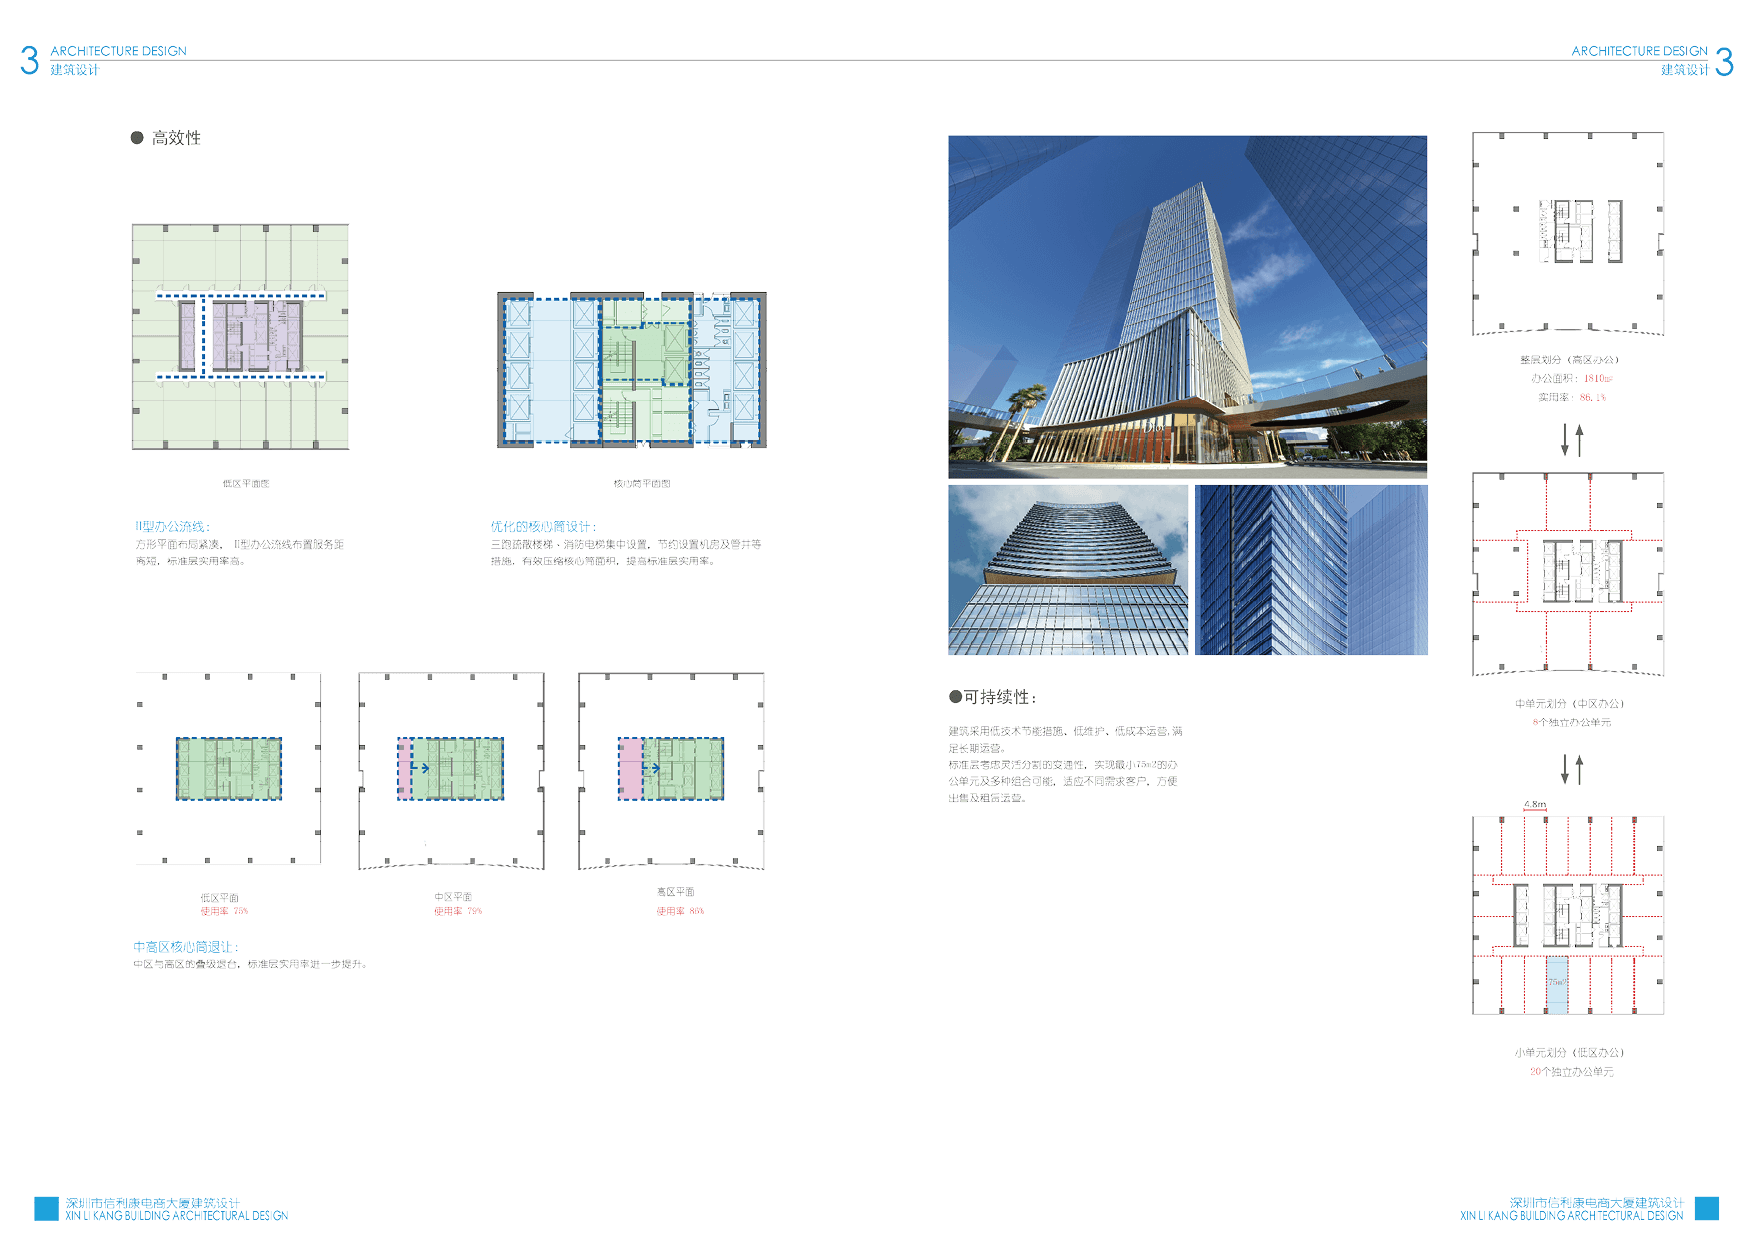 3
ARCHITECTURE DESIGN
建筑设计
ARCHITECTURE DESIGN
建筑设计
3
● 高效性
低区平面图
核心筒平面图
II型办公流线：
方形平面布局紧凑， II型办公流线布置服务距
离短，标准层实用率高。
优化的核心筒设计：
三跑疏散楼梯、消防电梯集中设置，节约设置机房及管井等
措施，有效压缩核心筒面积，提高标准层实用率。
低区平面
使用率 75%
中区平面
使用率 79%
高区平面
使用率 86%
中高区核心筒退让：
中区与高区的叠级退台，标准层实用率进一步提升。
Dior
●可持续性：
建筑采用低技术节能措施、低维护、低成本运营,满
足长期运营。
标准层考虑灵活分割的变通性，实现最小75m2的办
公单元及多种组合可能，适应不同需求客户，方便
出售及租赁运营。
整层划分（高区办公）
办公面积：1810m²
实用率：86.1%
中单元划分（中区办公）
8个独立办公单元
4.8m
75m2
小单元划分（低区办公）
20个独立办公单元
深圳市信利康电商大厦建筑设计
XIN LI KANG BUILDING ARCHITECTURAL DESIGN
深圳市信利康电商大厦建筑设计
XIN LI KANG BUILDING ARCHITECTURAL DESIGN